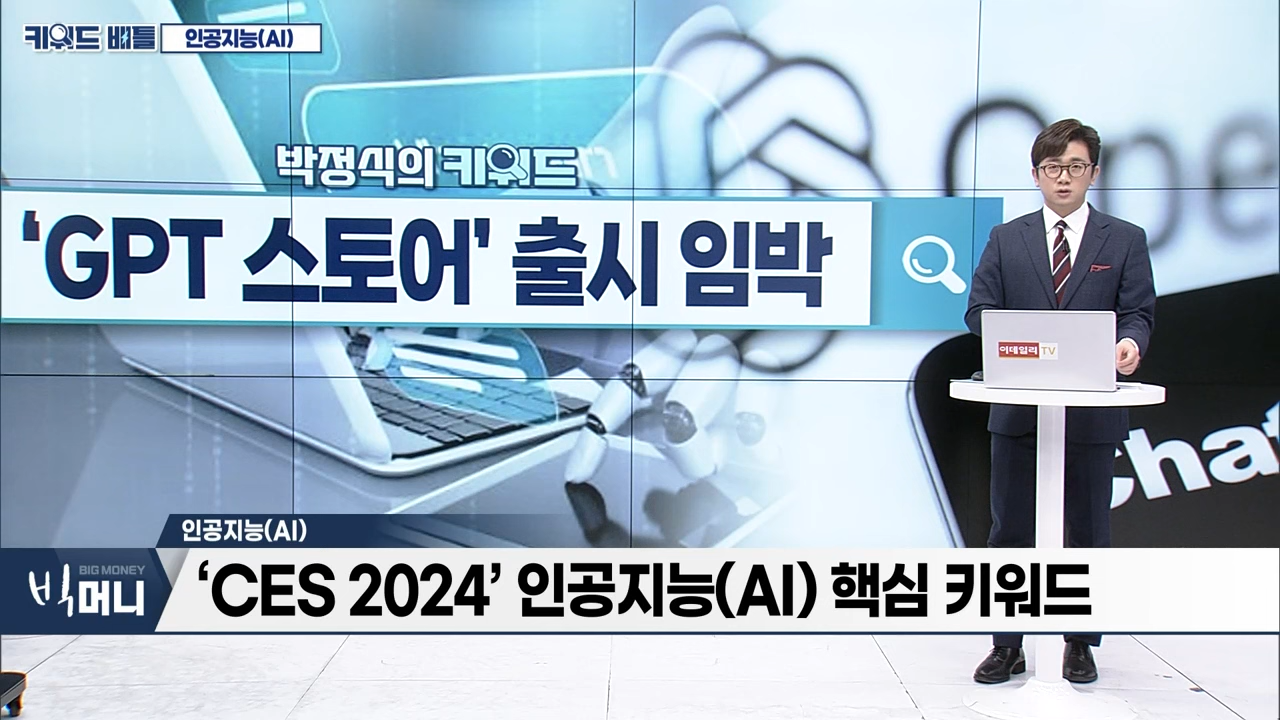 키워드 배틀
인공지능(AI)
박정식의 키워드
‘GPT 스토어’ 출시 임박
Ope
이데일리TV
Chat
인공지능(AI)
BIG MONEY
빅머니
‘CES 2024’ 인공지능(AI) 핵심 키워드